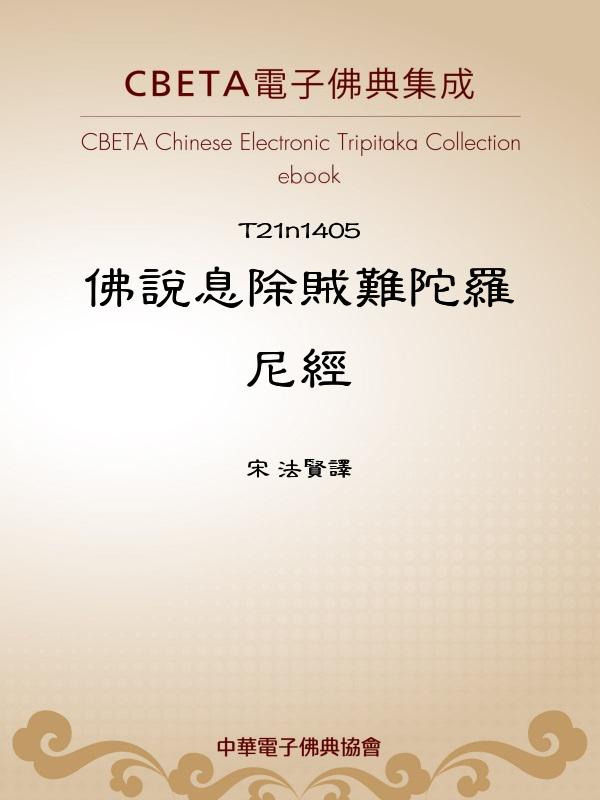 CBETA電子佛典集成
CBETA Chinese Electronic Tripitaka Collection
ebook
T21n1405
佛說息除賊難陀羅
尼經
宋 法賢譯
中華電子佛典協會